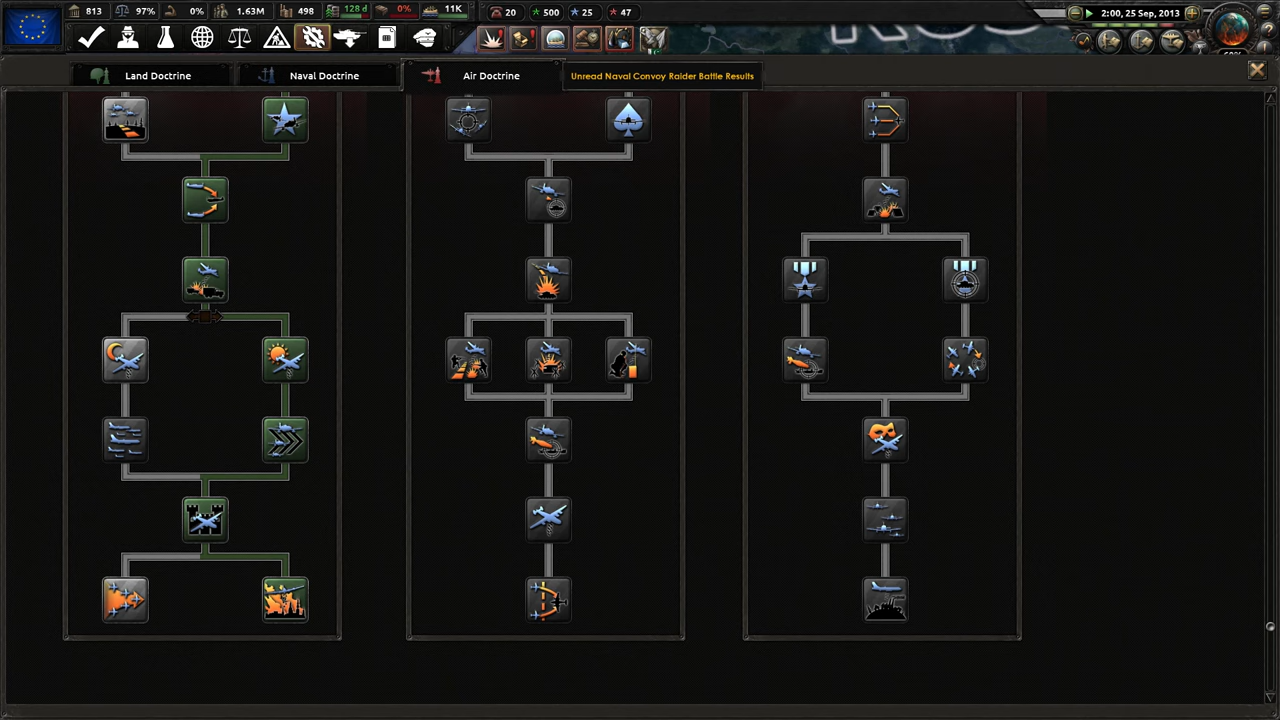 813 97% 0% 1.63M 498 128 d 0% 11K 20 500 25 47
2:00, 25 Sep, 2013
Land Doctrine Naval Doctrine Air Doctrine Unread Naval Convoy Raider Battle Results